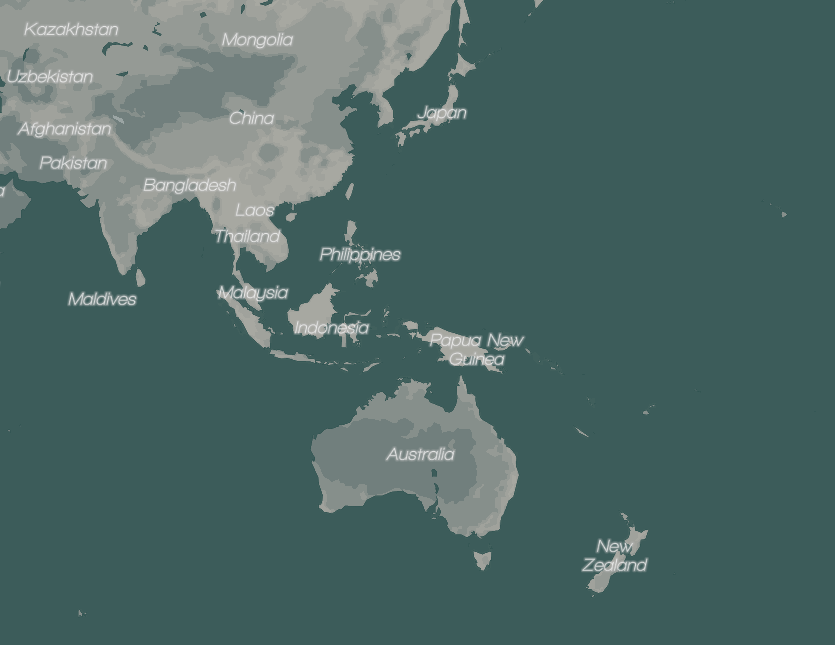 Kazakhstan
Mongolia
Uzbekistan
Japan
China
Afghanistan
Pakistan
Bangladesh
a
Laos
Thailand
Philippines
Malaysia
Maldives
Indonesia
Papua New
Guinea
Australia
New
Zealand